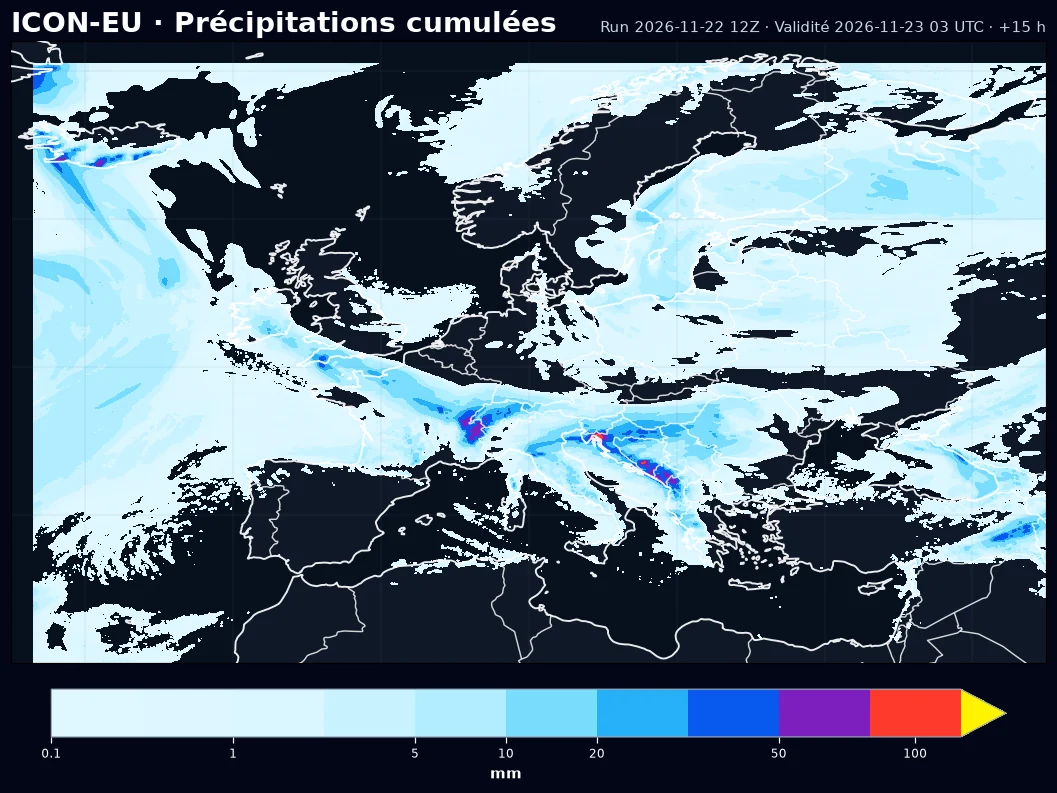 ICON-EU · Précipitations cumulées
Run 2026-11-22 12Z · Validité 2026-11-23 03 UTC · +15 h
0.1 1 5 10 20 50 100
mm